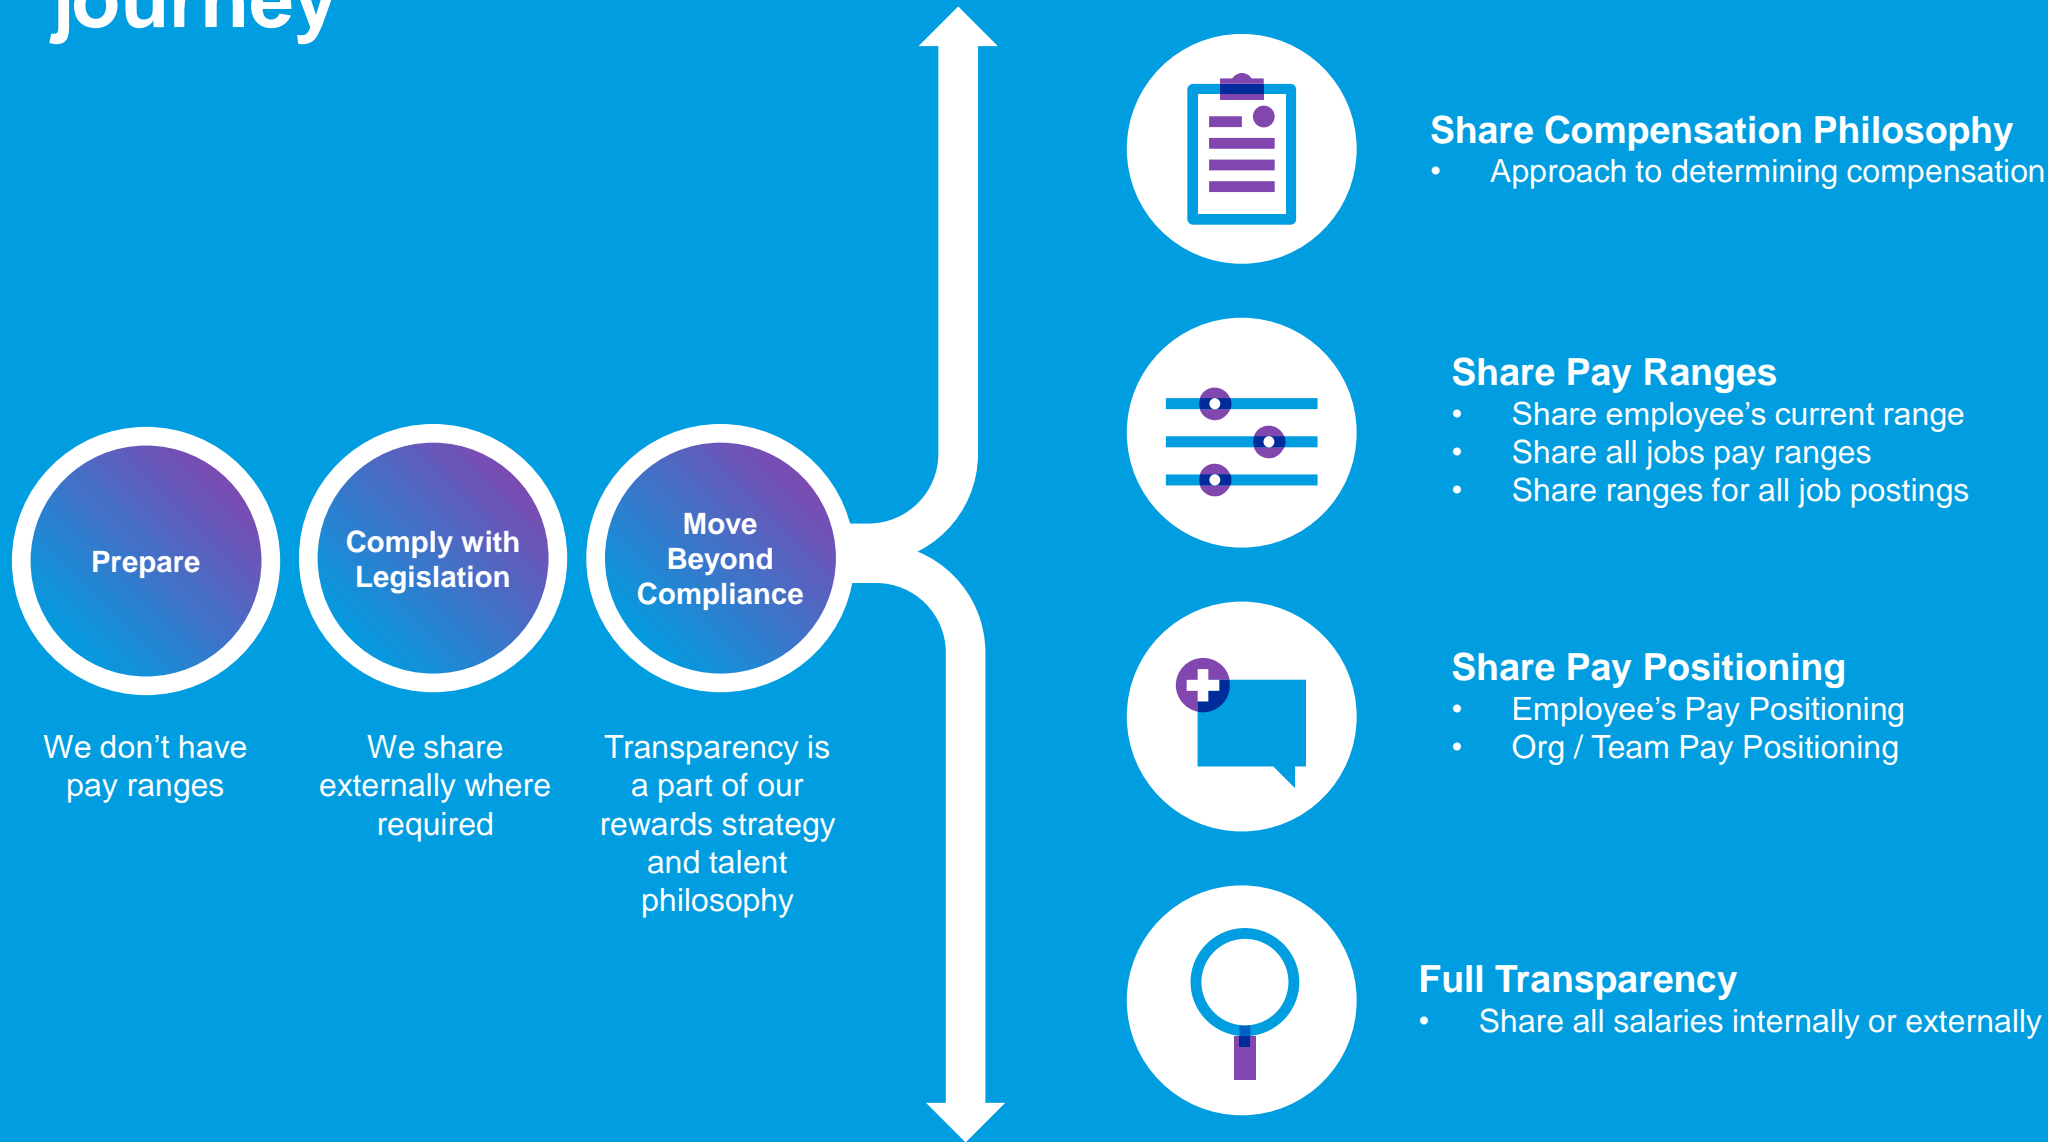 journey
Prepare
We don’t have
pay ranges
Comply with
Legislation
We share
externally where
required
Move
Beyond
Compliance
Transparency is
a part of our
rewards strategy
and talent
philosophy
Share Compensation Philosophy
• Approach to determining compensation
Share Pay Ranges
• Share employee’s current range
• Share all jobs pay ranges
• Share ranges for all job postings
Share Pay Positioning
• Employee’s Pay Positioning
• Org / Team Pay Positioning
Full Transparency
• Share all salaries internally or externally